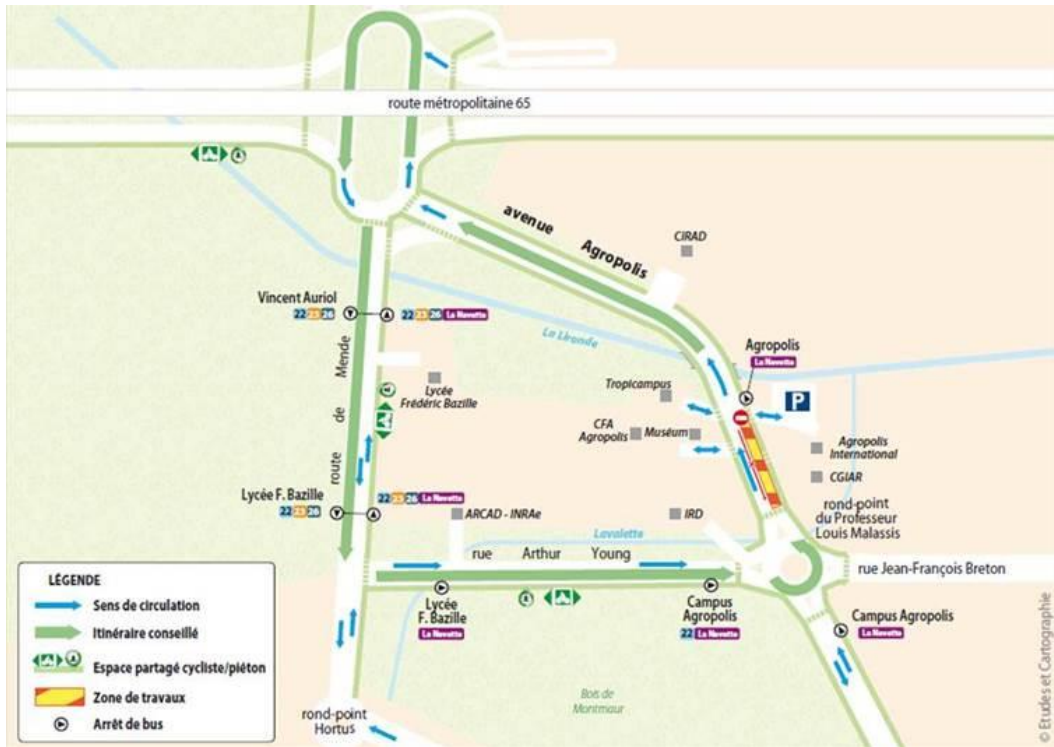 route métropolitaine 65
avenue Agropolis
CIRAD
Vincent Auriol
22 23 26
22 23 26 La Navette
La Lironde
Agropolis
La Navette
P
Lycée
Frédéric Bazille
Tropicampus
CFA
Agropolis
Muséum
Agropolis
International
CGIAR
route de Mende
Lycée F. Bazille
22 23 26
22 23 26 La Navette
ARCAD - INRAe
IRD
rond-point
du Professeur
Louis Malassis
Lavalette
rue Arthur Young
rue Jean-François Breton
Lycée
F. Bazille
La Navette
Campus
Agropolis
22 La Navette
Campus Agropolis
La Navette
Bois de
Montmaur
rond-point
Hortus
LÉGENDE
Sens de circulation
Itinéraire conseillé
Espace partagé cycliste/piéton
Zone de travaux
Arrêt de bus
© Etudes et Cartographie